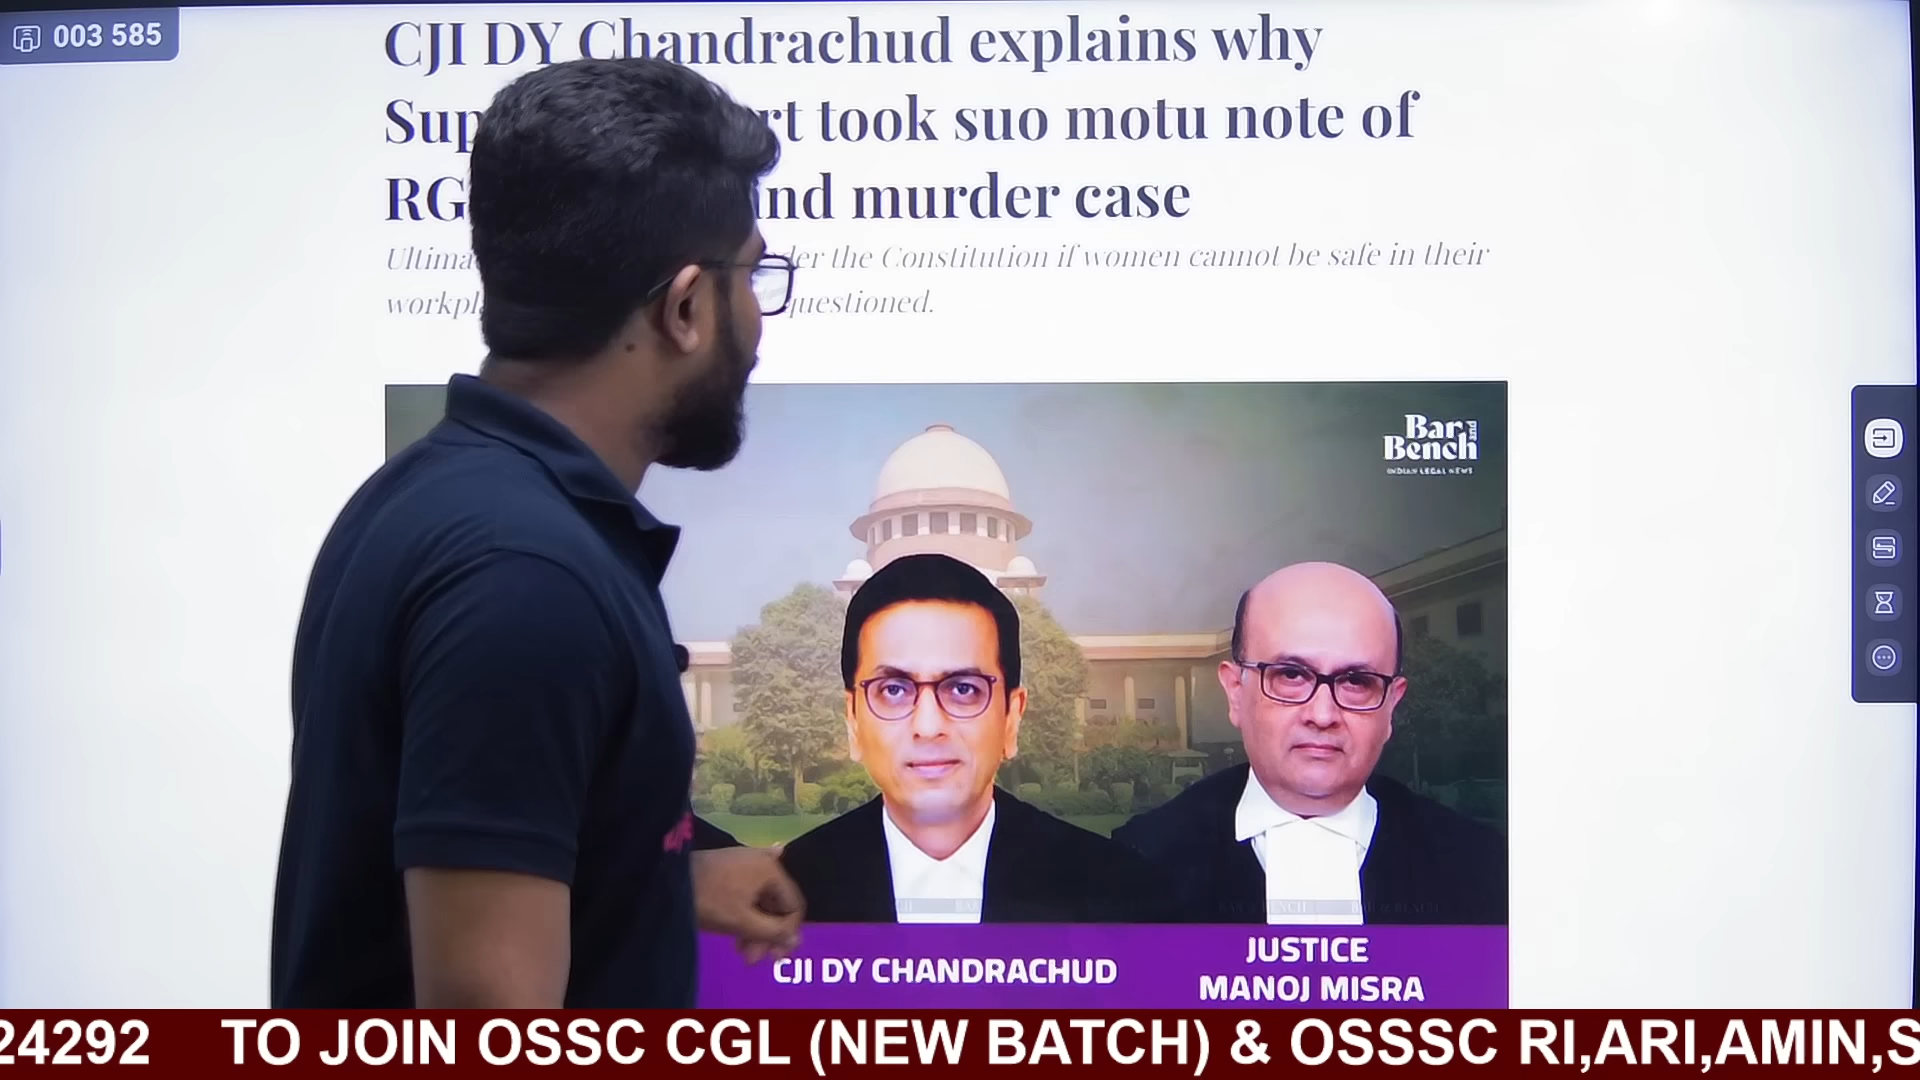 003 585
CJI DY Chandrachud explains why
Sup rt took suo motu note of
RG and murder case
Ultima der the Constitution if women cannot be safe in their
workpl questioned.
Bar and
Bench
INDIAN LEGAL NEWS
CJI DY CHANDRACHUD
JUSTICE
MANOJ MISRA
24292 TO JOIN OSSC CGL (NEW BATCH) & OSSSC RI,ARI,AMIN,S